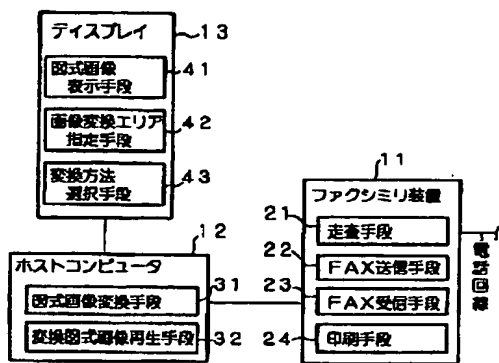 ディスプレイ
13
図式画像
表示手段
41
画像変換エリア
指定手段
42
変換方法
選択手段
43
12
ホストコンピュータ
図式画像変換手段
31
変換図式画像再生手段
32
11
ファクシミリ装置
21
走査手段
22
FAX送信手段
23
FAX受信手段
24
印刷手段
電話回線